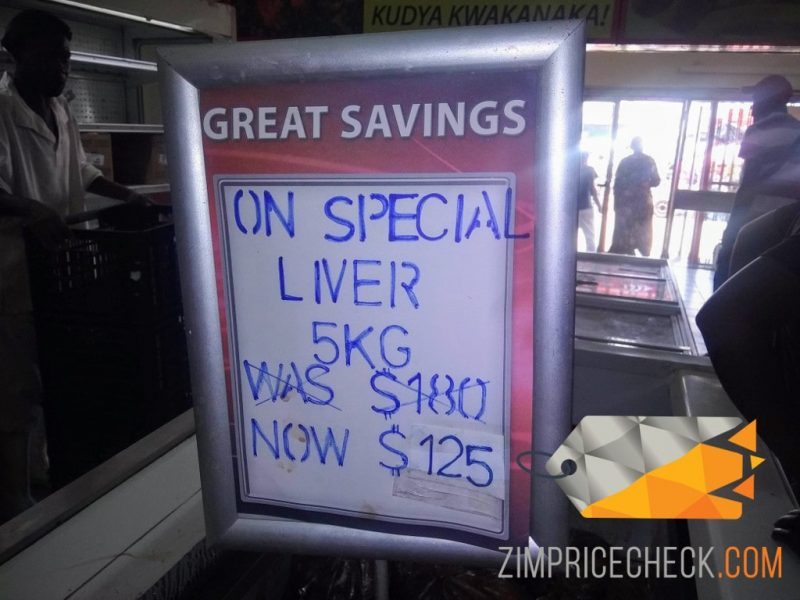 KUDYA KWAKANAKA!
GREAT SAVINGS
ON SPECIAL
LIVER
5KG
WAS $180
NOW $125
ZIMPRICECHECK.COM